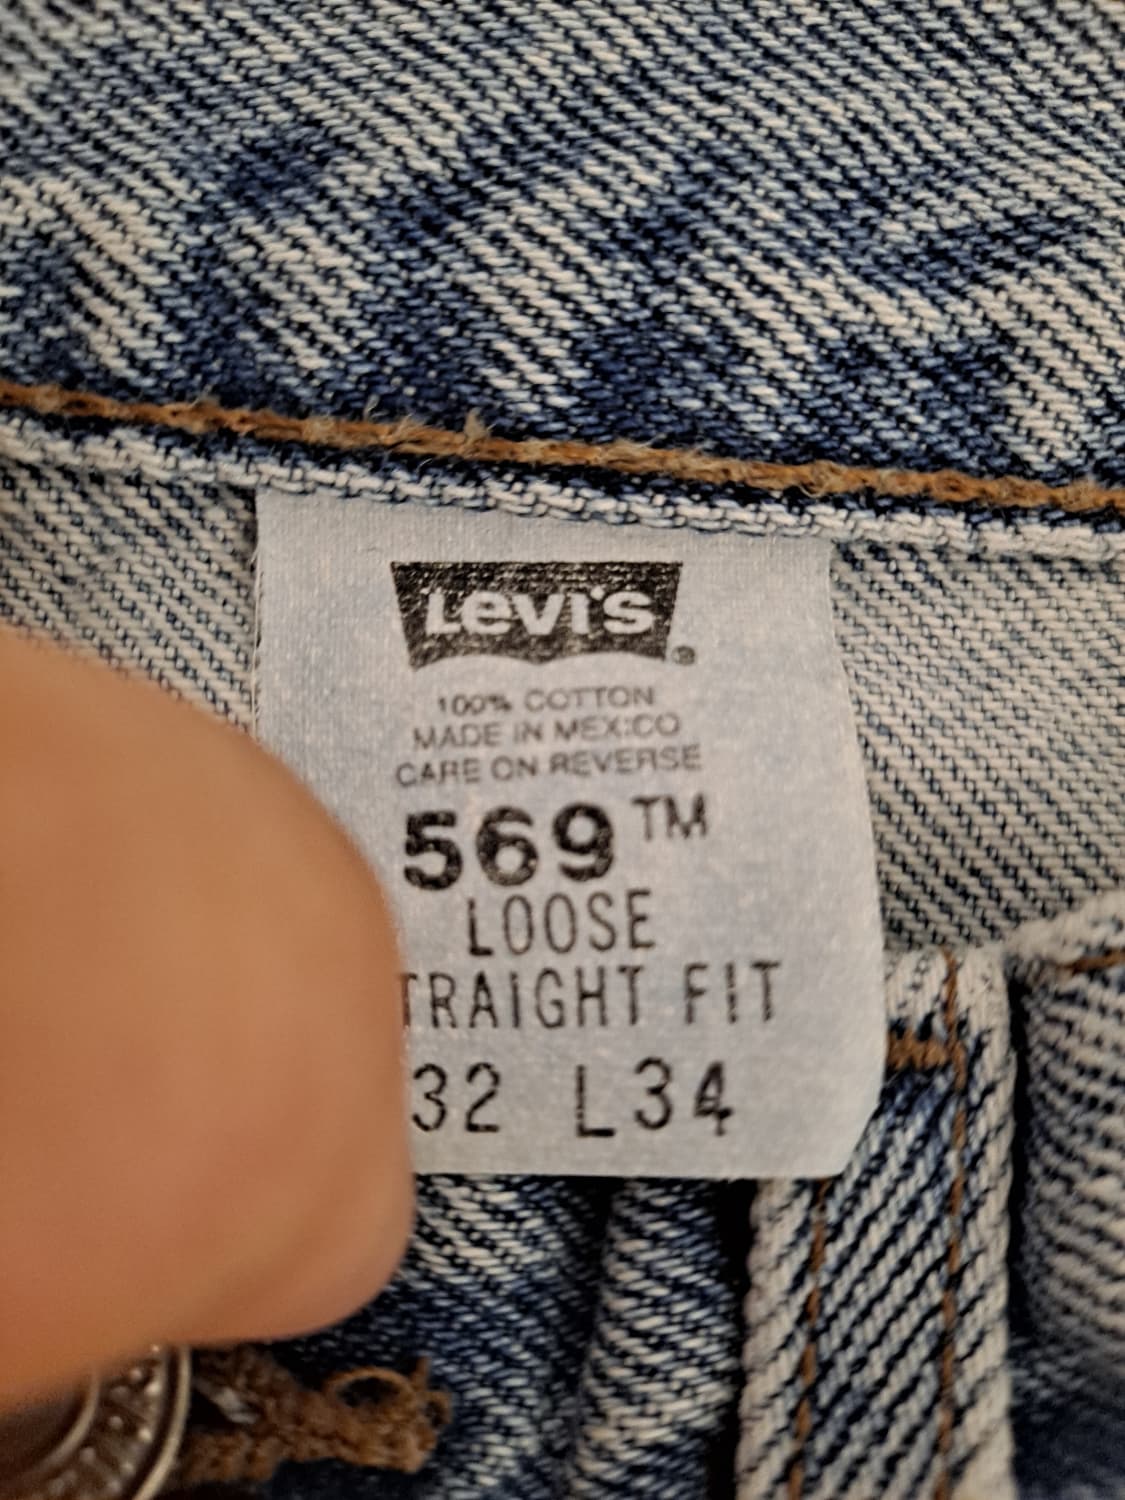 Levi's®
100% COTTON
MADE IN MEXICO
CARE ON REVERSE
569™
LOOSE
TRAIGHT FIT
32 L34